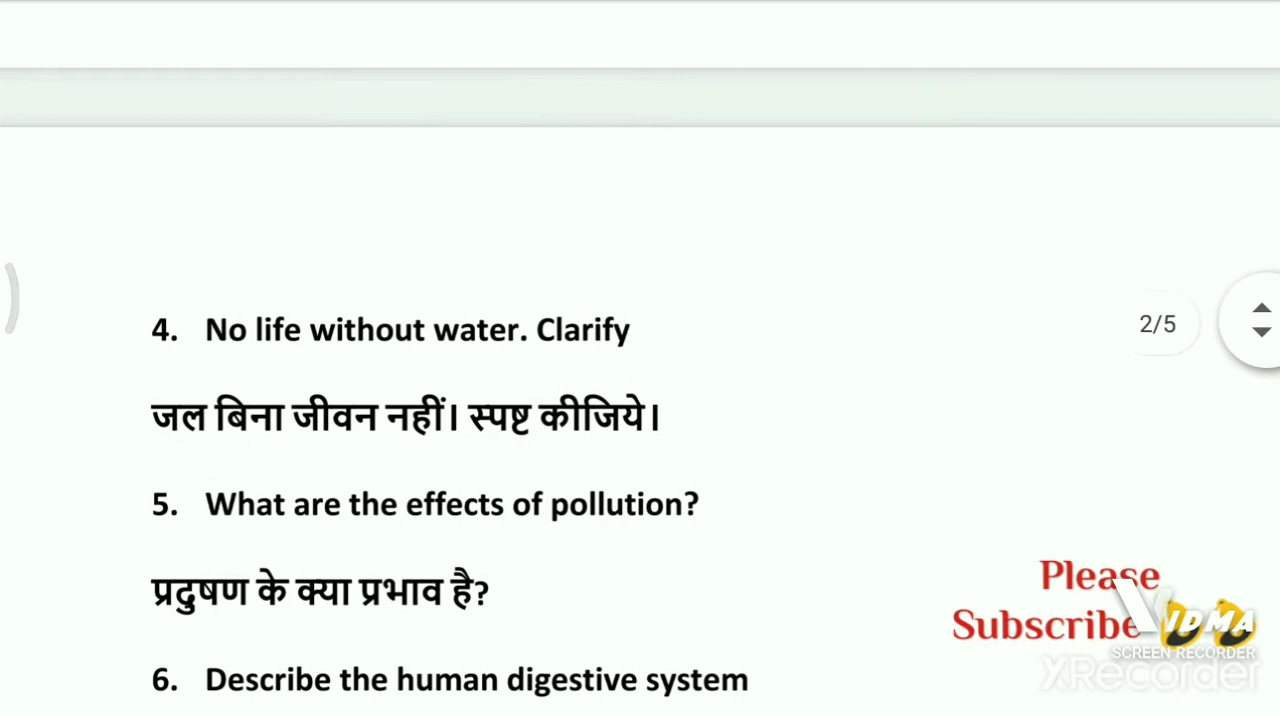 4. No life without water. Clarify
2/5
जल बिना जीवन नहीं। स्पष्ट कीजिये।
5. What are the effects of pollution?
प्रदुषण के क्या प्रभाव है?
Please
Subscribe
VIDMA
SCREEN RECORDER
XRecorder
6. Describe the human digestive system